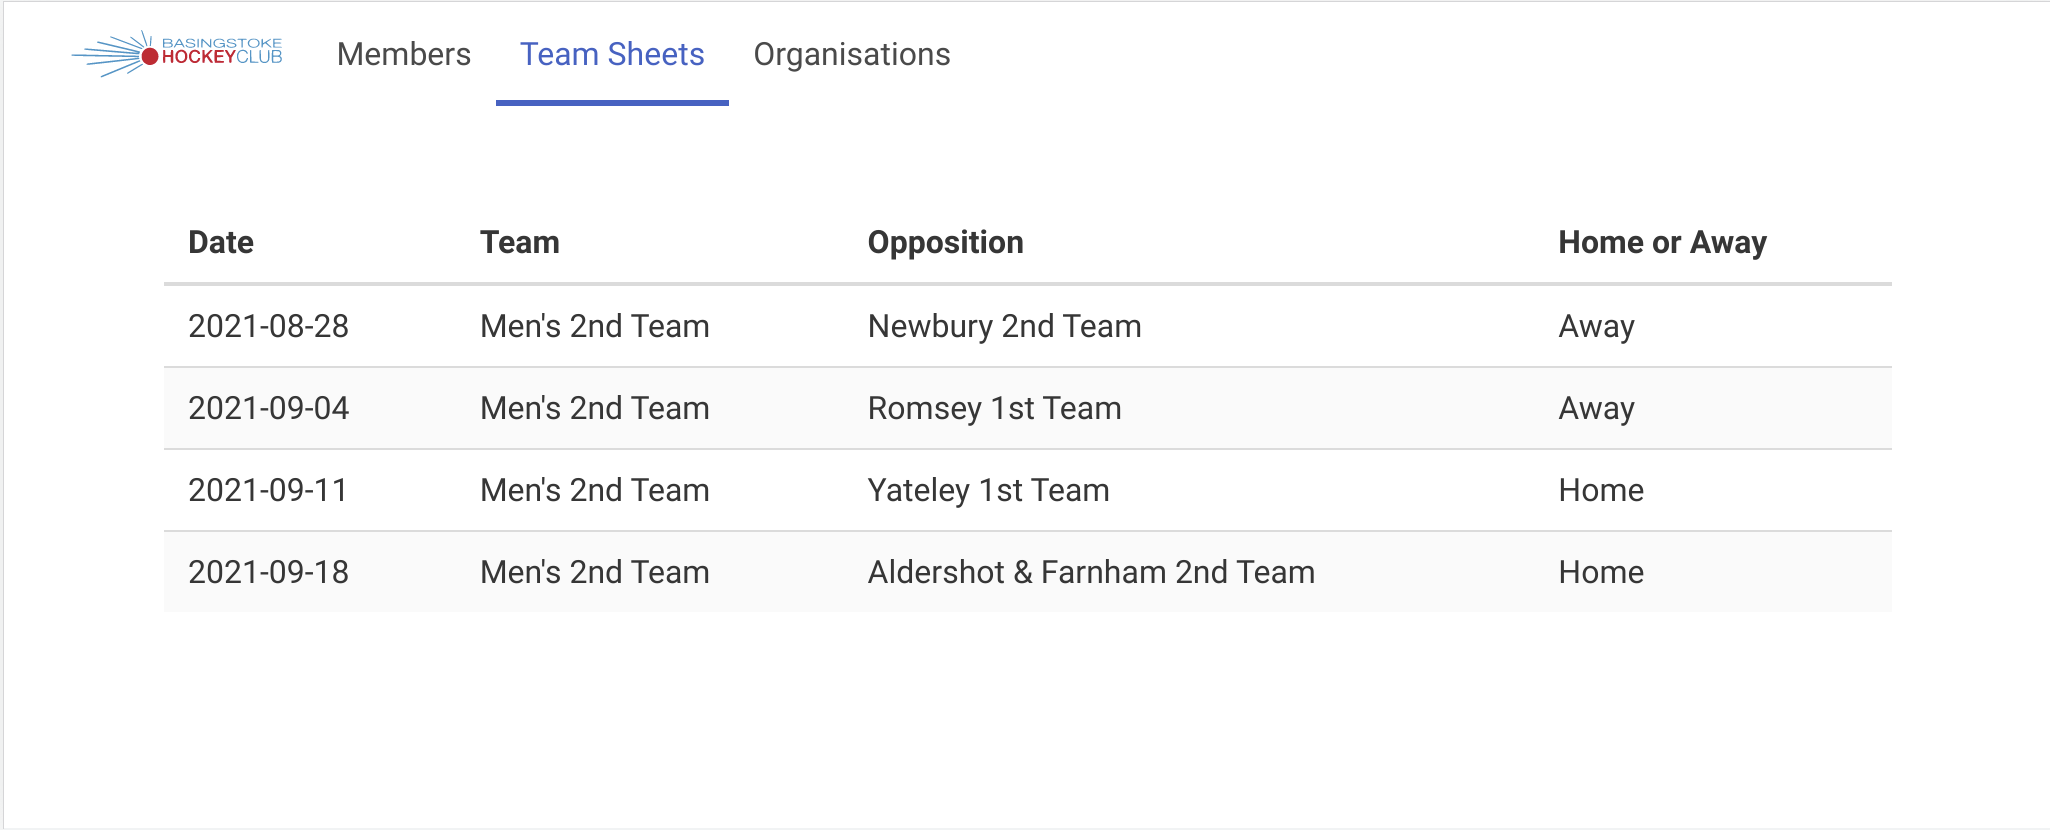 BASINGSTOKE
HOCKEYCLUB
Members Team Sheets Organisations
Date Team Opposition Home or Away
2021-08-28 Men's 2nd Team Newbury 2nd Team Away
2021-09-04 Men's 2nd Team Romsey 1st Team Away
2021-09-11 Men's 2nd Team Yateley 1st Team Home
2021-09-18 Men's 2nd Team Aldershot & Farnham 2nd Team Home